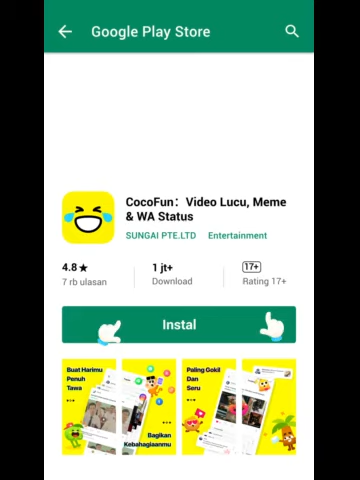 Google Play Store
CocoFun： Video Lucu, Meme
& WA Status
SUNGAI PTE.LTD Entertainment
4.8★ 1 jt+ 17+
7 rb ulasan Download Rating 17+
Instal
Buat Harimu
Penuh
Tawa
Bagikan
Kebahagiaanmu
Paling Gokil
Dan
Seru